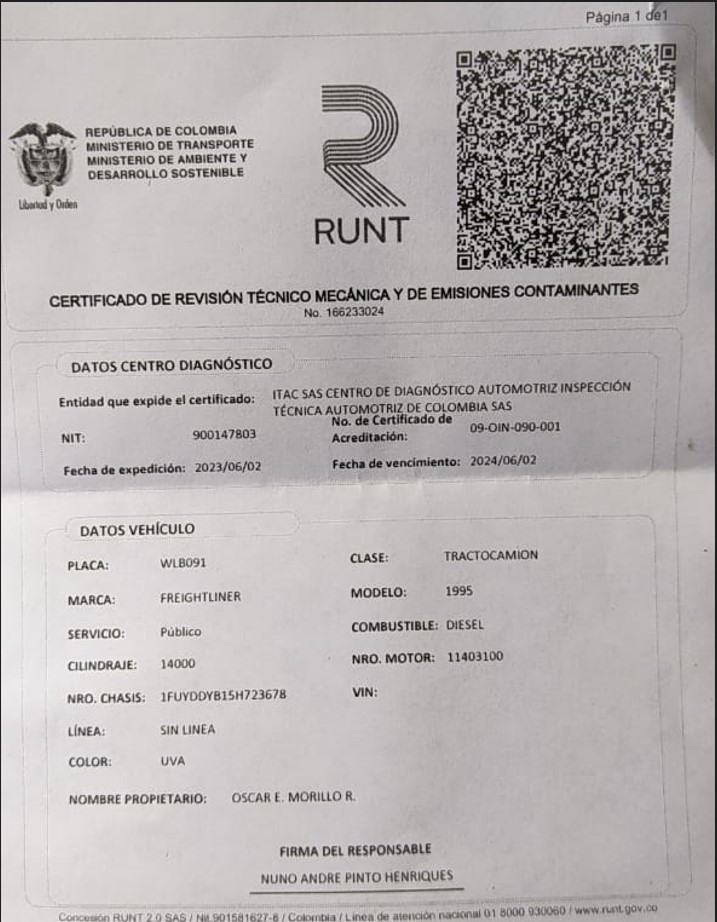 Página 1 de1
REPÚBLICA DE COLOMBIA
MINISTERIO DE TRANSPORTE
MINISTERIO DE AMBIENTE Y
DESARROLLO SOSTENIBLE
Libertad y Orden
RUNT
CERTIFICADO DE REVISIÓN TÉCNICO MECÁNICA Y DE EMISIONES CONTAMINANTES
No. 166233024
DATOS CENTRO DIAGNÓSTICO
Entidad que expide el certificado: ITAC SAS CENTRO DE DIAGNÓSTICO AUTOMOTRIZ INSPECCIÓN
TÉCNICA AUTOMOTRIZ DE COLOMBIA SAS
NIT: 900147803 No. de Certificado de
Acreditación: 09-OIN-090-001
Fecha de expedición: 2023/06/02 Fecha de vencimiento: 2024/06/02
DATOS VEHÍCULO
PLACA: WLB091 CLASE: TRACTOCAMION
MARCA: FREIGHTLINER MODELO: 1995
SERVICIO: Público COMBUSTIBLE: DIESEL
CILINDRAJE: 14000 NRO. MOTOR: 11403100
NRO. CHASIS: 1FUYDDYB15H723678 VIN:
LÍNEA: SIN LINEA
COLOR: UVA
NOMBRE PROPIETARIO: OSCAR E. MORILLO R.
FIRMA DEL RESPONSABLE
NUNO ANDRE PINTO HENRIQUES
Concesión RUNT 2.0 SAS / Nit.901581627-8 / Colombia / Línea de atención nacional 01 8000 930060 / www.runt.gov.co